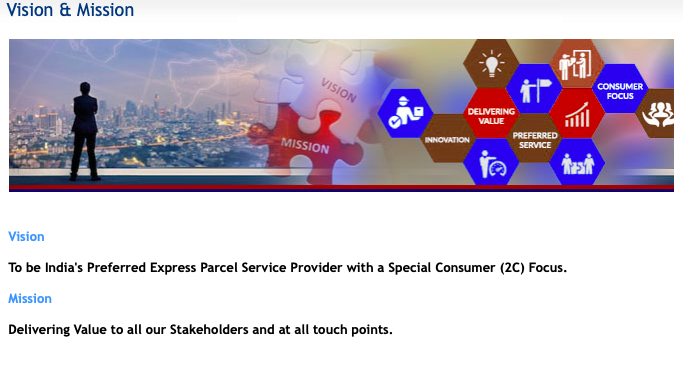 Vision & Mission
VISION
MISSION
INNOVATION
DELIVERING
VALUE
PREFERRED
SERVICE
CONSUMER
FOCUS
Vision
To be India's Preferred Express Parcel Service Provider with a Special Consumer (2C) Focus.
Mission
Delivering Value to all our Stakeholders and at all touch points.